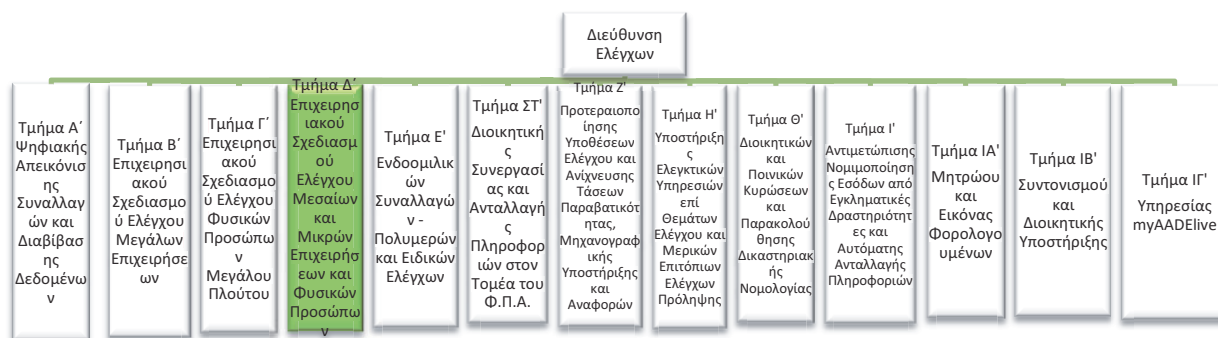 Διεύθυνση
Ελέγχων
Τμήμα Α΄
Ψηφιακής
Απεικόνισ
ης
Συναλλαγ
ών και
Διαβίβασ
ης
Δεδομένω
ν
Τμήμα Β΄
Επιχειρησι
ακού
Σχεδιασμο
ύ Ελέγχου
Μεγάλων
Επιχειρήσε
ων
Τμήμα Γ΄
Επιχειρησι
ακού
Σχεδιασμο
ύ Ελέγχου
Φυσικών
Προσώπω
ν
Μεγάλου
Πλούτου
Τμήμα Δ΄
Επιχειρησ
ιακού
Σχεδιασμ
ού
Ελέγχου
Μεσαίων
και
Μικρών
Επιχειρή
σεων και
Φυσικών
Προσώπω
ν
Τμήμα Ε'
Ενδοομιλικ
ών
Συναλλαγώ
ν -
Πολυμερών
και Ειδικών
Ελέγχων
Τμήμα ΣΤ'
Διοικητική
ς
Συνεργασ
ίας και
Ανταλλαγή
ς
Πληροφορ
ιών στον
Τομέα του
Φ.Π.Α.
Τμήμα Ζ'
Προτεραιοπο
ίησης
Υποθέσεων
Ελέγχου και
Ανίχνευσης
Τάσεων
Παραβατικότ
ητας,
Μηχανογραφ
ικής
Υποστήριξης
και
Αναφορών
Τμήμα Η'
Υποστήριξη
ς
Ελεγκτικών
Υπηρεσιών
επί
Θεμάτων
Ελέγχου και
Μερικών
Επιτόπιων
Ελέγχων
Πρόληψης
Τμήμα Θ'
Διοικητικών
και
Ποινικών
Κυρώσεων
και
Παρακολού
θησης
Δικαστηριακ
ής
Νομολογίας
Τμήμα Ι'
Αντιμετώπισης
Νομιμοποίηση
ς Εσόδων από
Εγκληματικές
Δραστηριότητ
ες και
Αυτόματης
Ανταλλαγής
Πληροφοριών
Τμήμα ΙΑ'
Μητρώου
και
Εικόνας
Φορολογο
υμένων
Τμήμα ΙΒ'
Συντονισμού
και
Διοικητικής
Υποστήριξης
Τμήμα ΙΓ'
Υπηρεσίας
myAADElive